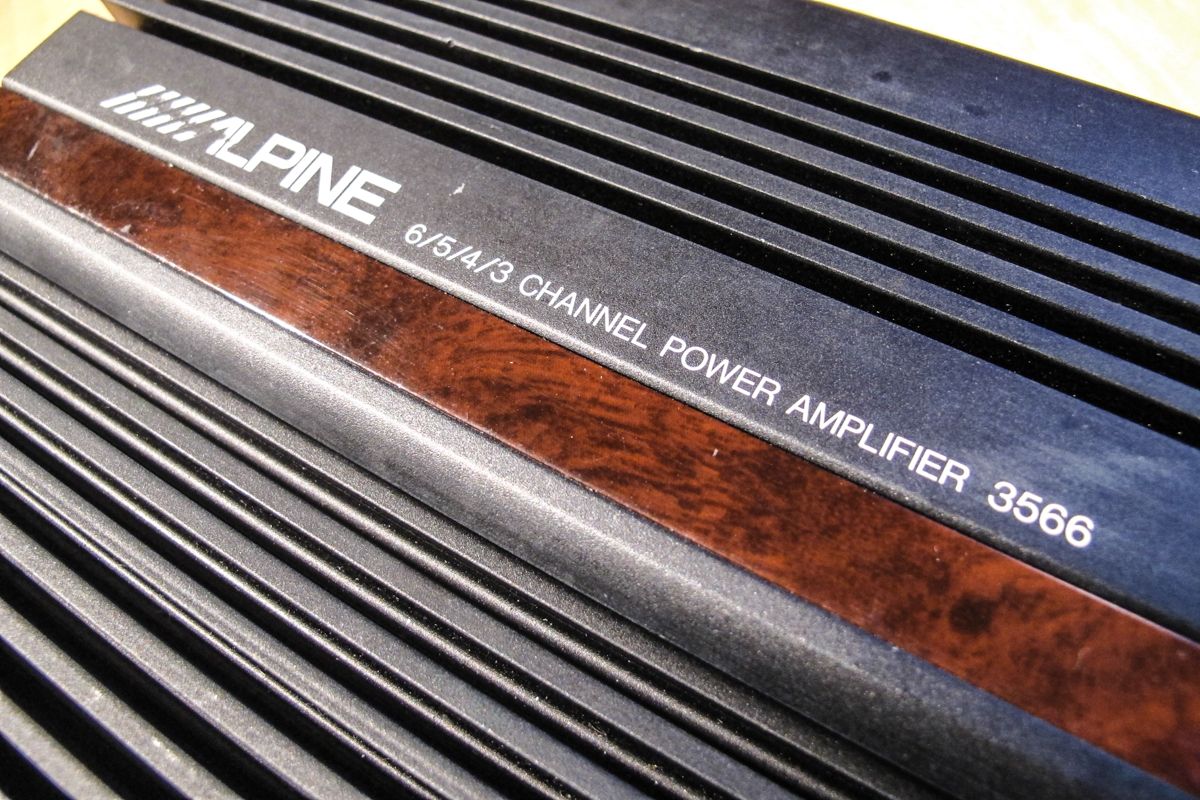 ALPINE 6/5/4/3 CHANNEL POWER AMPLIFIER 3566